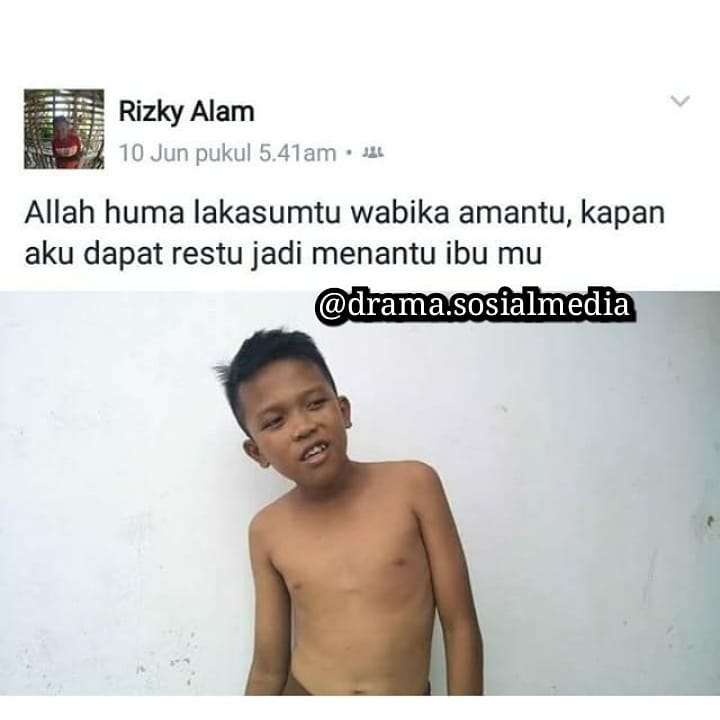 Rizky Alam
10 Jun pukul 5.41am •
Allah huma lakasumtu wabika amantu, kapan
aku dapat restu jadi menantu ibu mu
@drama.sosialmedia